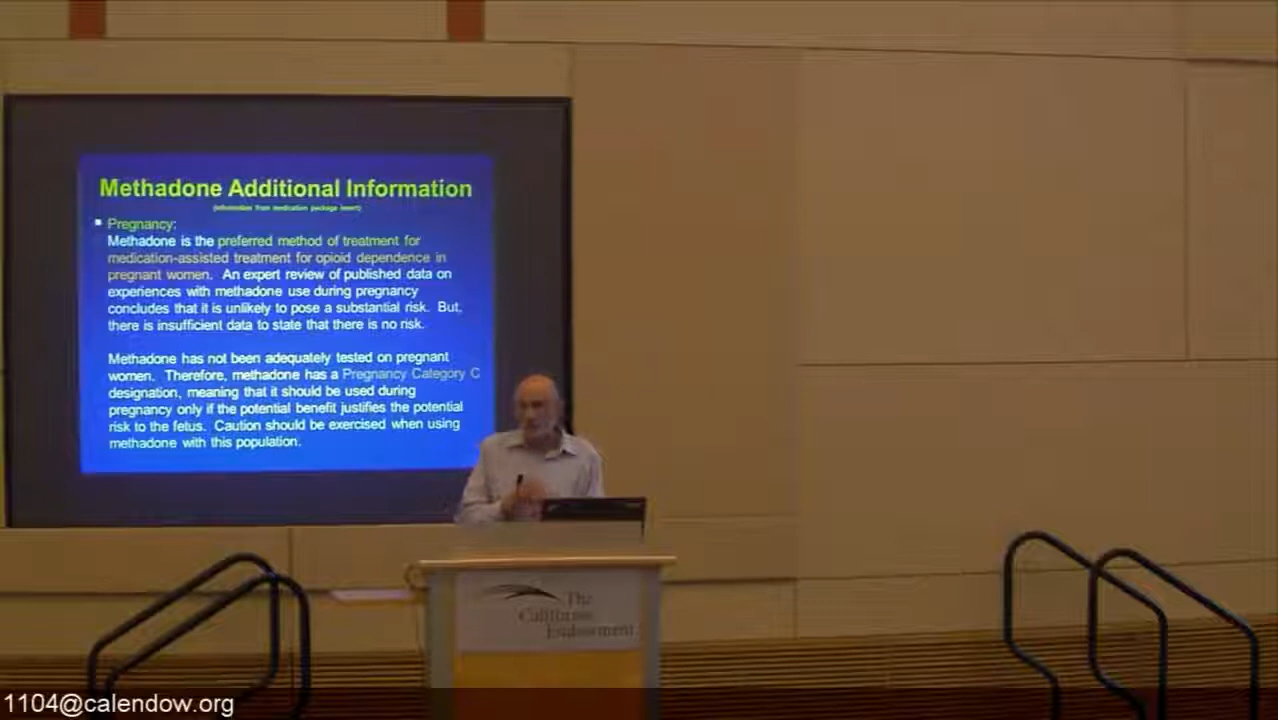 Methadone Additional Information
(information from medication package insert)
Pregnancy:
Methadone is the preferred method of treatment for
medication-assisted treatment for opioid dependence in
pregnant women. An expert review of published data on
experiences with methadone use during pregnancy
concludes that it is unlikely to pose a substantial risk. But,
there is insufficient data to state that there is no risk.
Methadone has not been adequately tested on pregnant
women. Therefore, methadone has a Pregnancy Category C
designation, meaning that it should be used during
pregnancy only if the potential benefit justifies the potential
risk to the fetus. Caution should be exercised when using
methadone with this population.
The
California
Endowment
1104@calendow.org